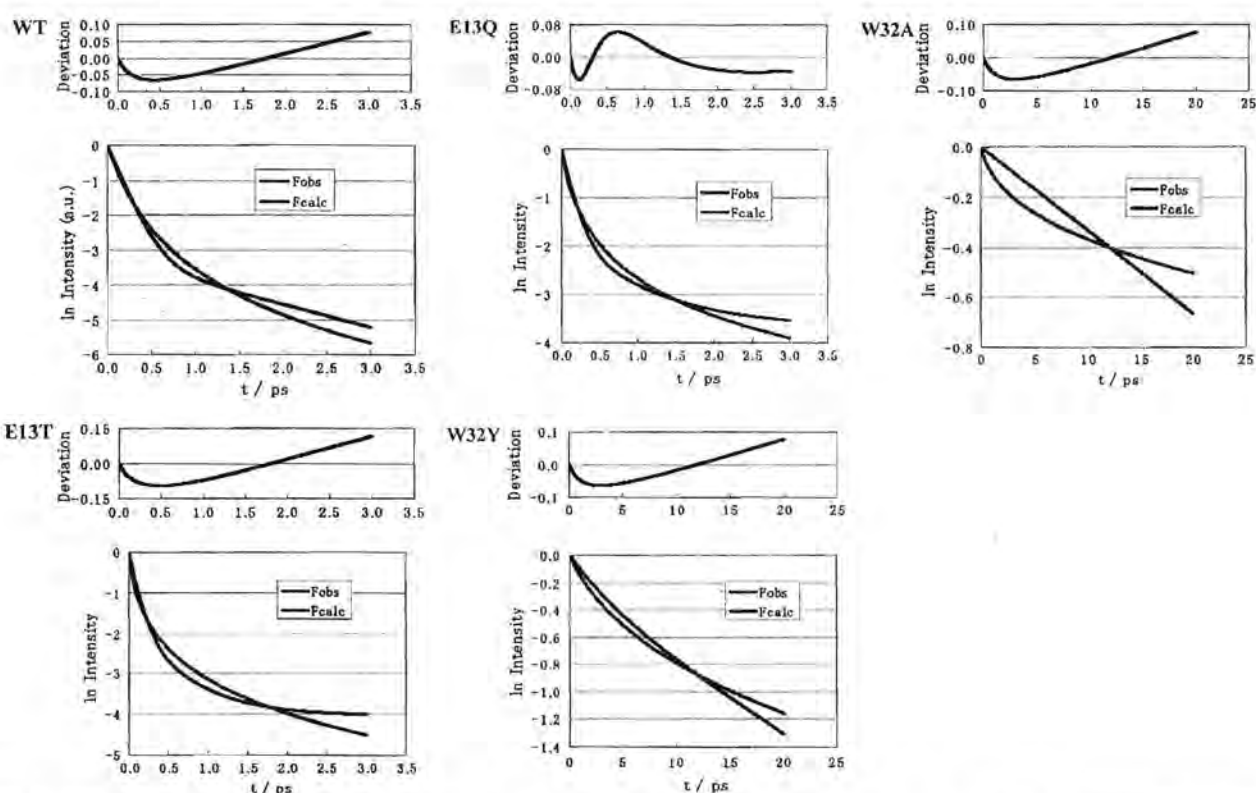 WT
Deviation
0.10
0.05
0.00
-0.05
-0.10
0.0 0.5 1.0 1.5 2.0 2.5 3.0 3.5
ln Intensity (a.u.)
0
-1
-2
-3
-4
-5
-6
Fobs
Fcalc
0.0 0.5 1.0 1.5 2.0 2.5 3.0 3.5
t / ps
E13Q
Deviation
0.08
0.00
-0.08
0.0 0.5 1.0 1.5 2.0 2.5 3.0 3.5
ln Intensity
0
-1
-2
-3
-4
Fobs
Fcalc
0.0 0.5 1.0 1.5 2.0 2.5 3.0 3.5
t / ps
W32A
Deviation
0.10
0.00
-0.10
0 5 10 15 20 25
ln Intensity
0.0
-0.2
-0.4
-0.6
-0.8
Fobs
Fcalc
0 5 10 15 20 25
t / ps
E13T
Deviation
0.15
0.00
-0.15
0.0 0.5 1.0 1.5 2.0 2.5 3.0 3.5
ln Intensity
0
-1
-2
-3
-4
-5
Fobs
Fcalc
0.0 0.5 1.0 1.5 2.0 2.5 3.0 3.5
t / ps
W32Y
Deviation
0.1
0.0
-0.1
0 5 10 15 20 25
ln Intensity
0.0
-0.2
-0.4
-0.6
-0.8
-1.0
-1.2
-1.4
Fobs
Fcalc
0 5 10 15 20 25
t / ps